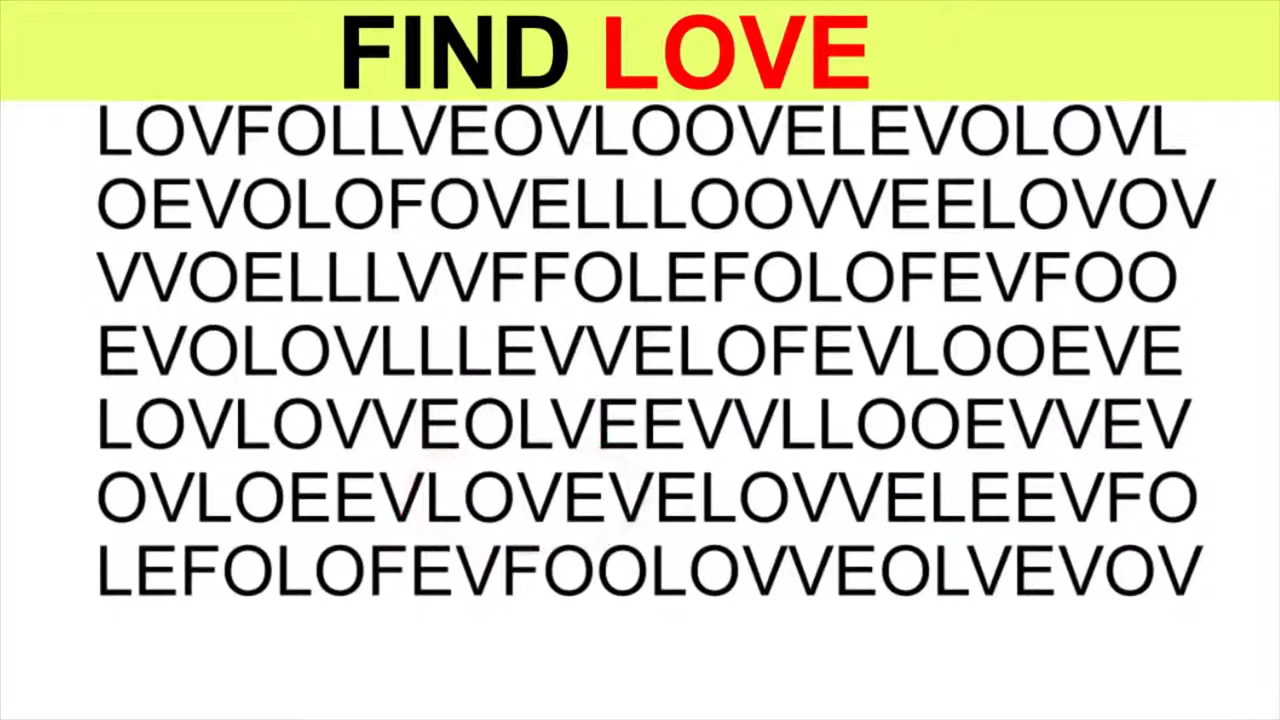 FIND LOVE
LOVFOLLVEOVLOOVELEVOLOVL
OEVOLOFOVELLLOOVVEELOVOV
VVOELLLVVFFOLEFOLOFEVFOO
EVOLOVLLLEVVELOFEVLOOEVE
LOVLOVVEOLVEEVVLLOOEVVEV
OVLOEEVLOVEVELOVVELEEVFO
LEFOLOFEVFOOLOVVEOLVEVOV